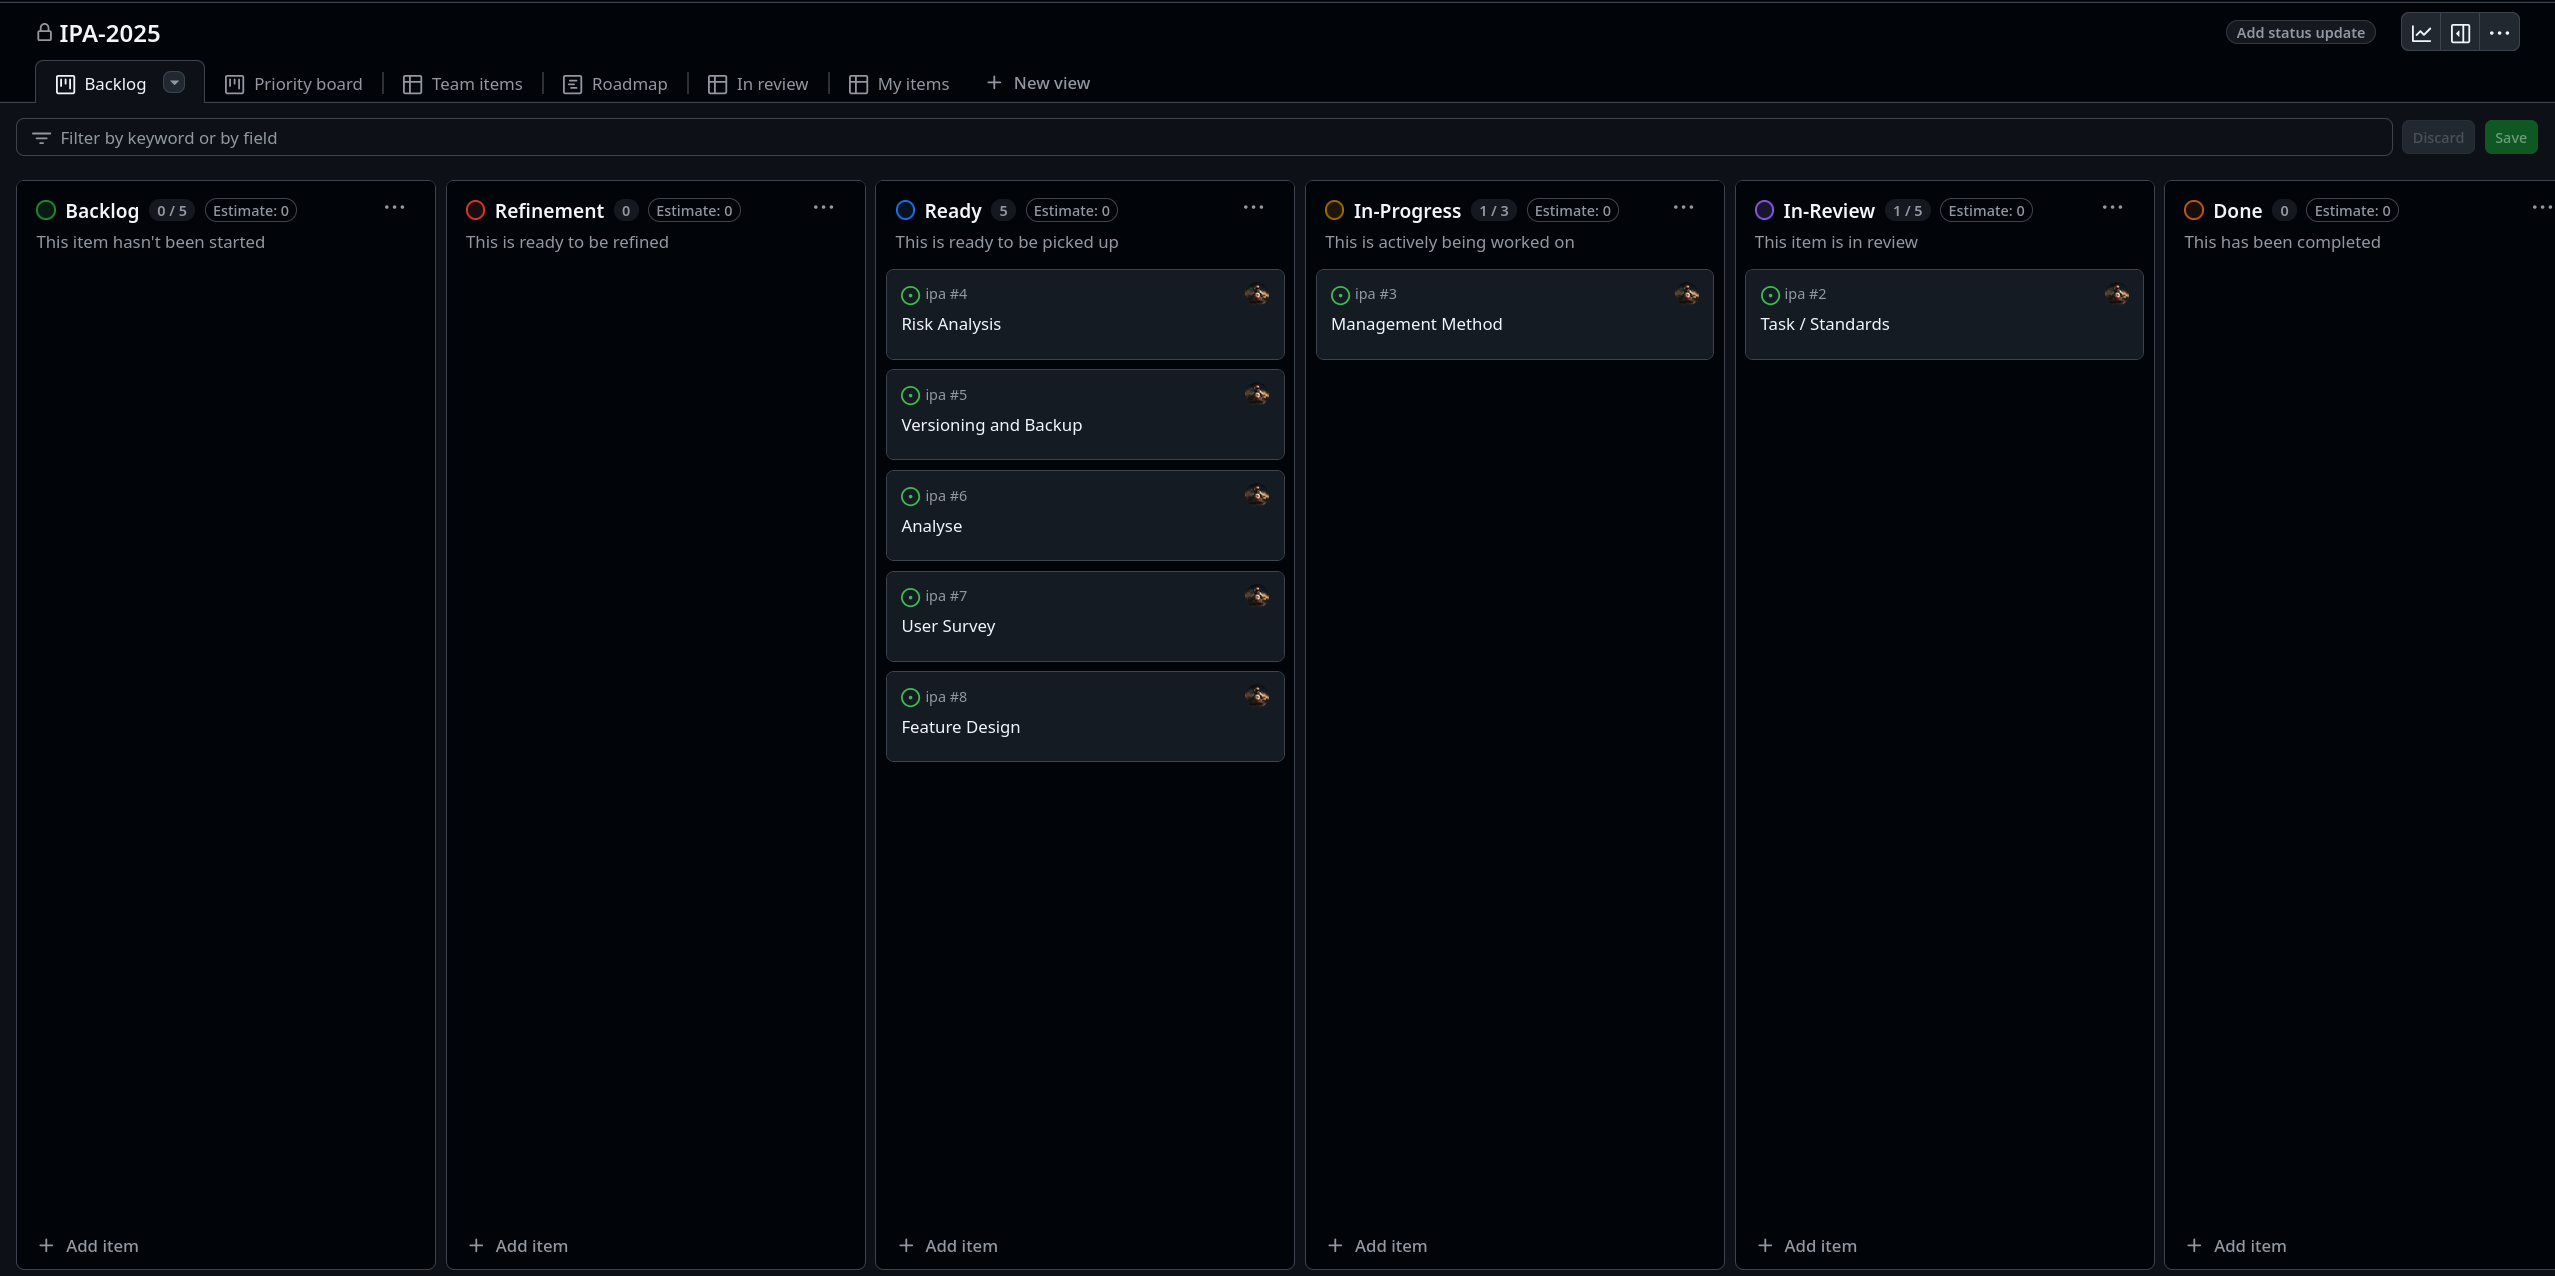 IPA-2025
Add status update
Backlog
Priority board
Team items
Roadmap
In review
My items
New view
Filter by keyword or by field
Discard
Save
Backlog 0 / 5 Estimate: 0
This item hasn't been started
Add item
Refinement 0 Estimate: 0
This is ready to be refined
Add item
Ready 5 Estimate: 0
This is ready to be picked up
ipa #4
Risk Analysis
ipa #5
Versioning and Backup
ipa #6
Analyse
ipa #7
User Survey
ipa #8
Feature Design
Add item
In-Progress 1 / 3 Estimate: 0
This is actively being worked on
ipa #3
Management Method
Add item
In-Review 1 / 5 Estimate: 0
This item is in review
ipa #2
Task / Standards
Add item
Done 0 Estimate: 0
This has been completed
Add item